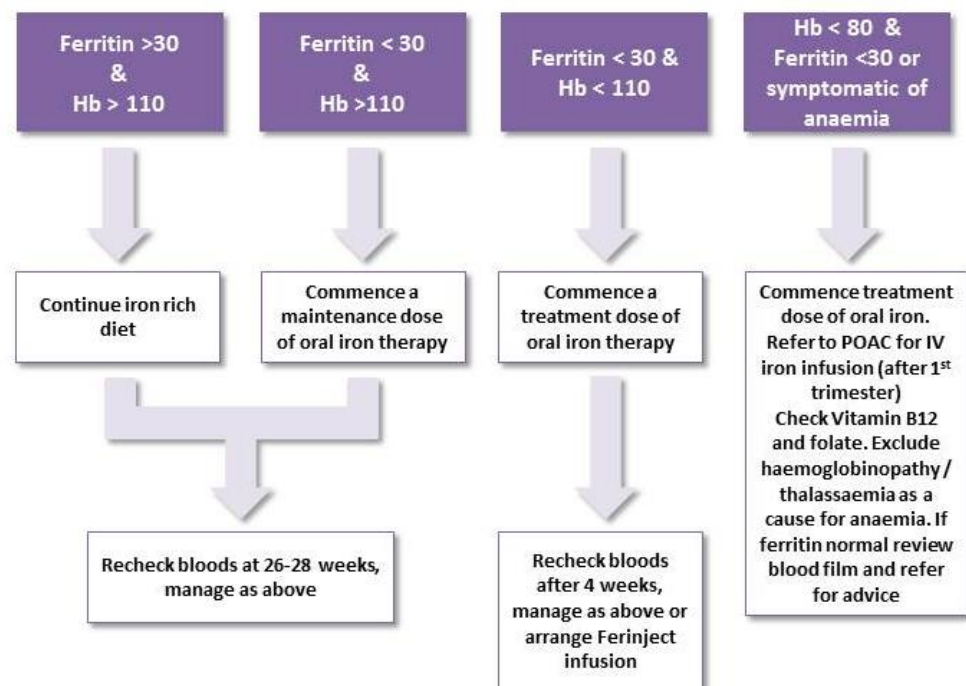 Ferritin >30
&
Hb > 110
Ferritin < 30
&
Hb >110
Ferritin < 30 &
Hb < 110
Hb < 80 &
Ferritin <30 or
symptomatic of
anaemia
Continue iron rich
diet
Commence a
maintenance dose
of oral iron therapy
Commence a
treatment dose of
oral iron therapy
Commence treatment
dose of oral iron.
Refer to POAC for IV
iron infusion (after 1st
trimester)
Check Vitamin B12
and folate. Exclude
haemoglobinopathy /
thalassaemia as a
cause for anaemia. If
ferritin normal review
blood film and refer
for advice
Recheck bloods at 26-28 weeks,
manage as above
Recheck bloods
after 4 weeks,
manage as above or
arrange Ferinject
infusion